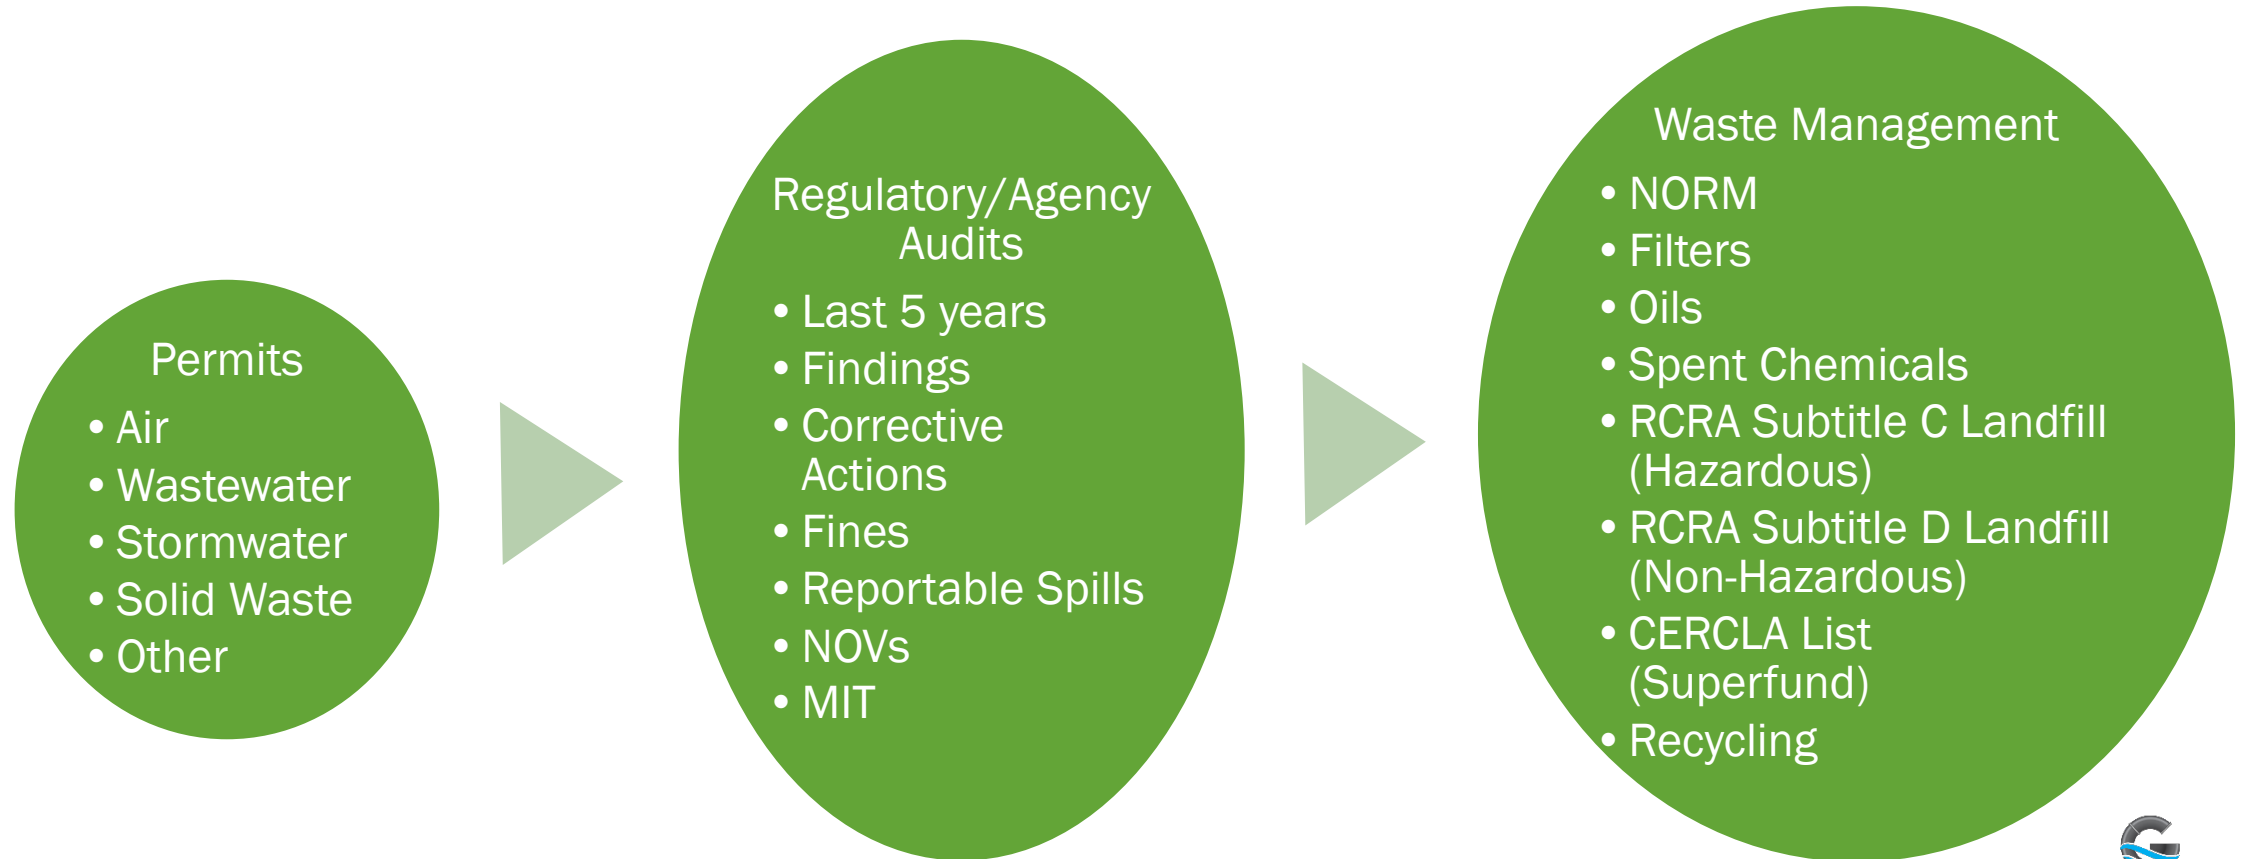 Permits
• Air
• Wastewater
• Stormwater
• Solid Waste
• Other
Regulatory/Agency
Audits
• Last 5 years
• Findings
• Corrective
Actions
• Fines
• Reportable Spills
• NOVs
• MIT
Waste Management
• NORM
• Filters
• Oils
• Spent Chemicals
• RCRA Subtitle C Landfill
(Hazardous)
• RCRA Subtitle D Landfill
(Non-Hazardous)
• CERCLA List
(Superfund)
• Recycling